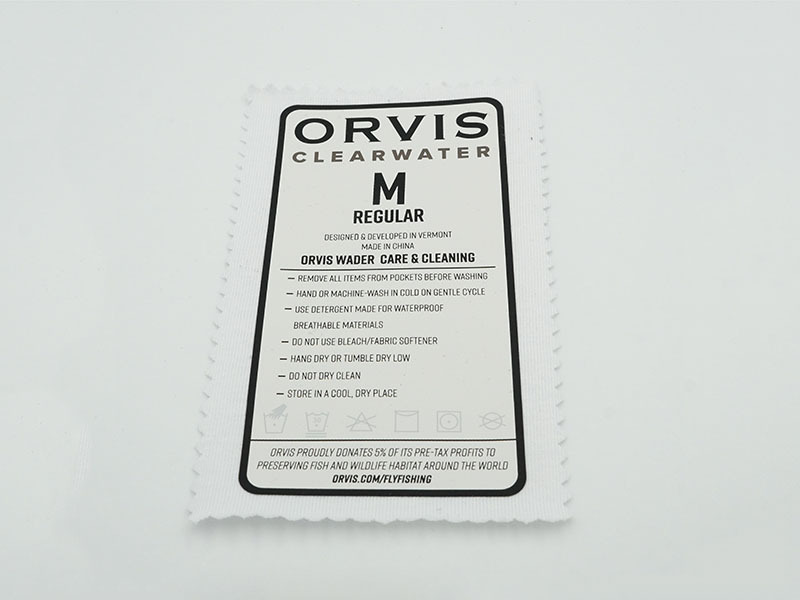 ORVIS
CLEARWATER
M
REGULAR
DESIGNED & DEVELOPED IN VERMONT
MADE IN CHINA
ORVIS WADER CARE & CLEANING
– REMOVE ALL ITEMS FROM POCKETS BEFORE WASHING
– HAND OR MACHINE-WASH IN COLD ON GENTLE CYCLE
– USE DETERGENT MADE FOR WATERPROOF
BREATHABLE MATERIALS
– DO NOT USE BLEACH/FABRIC SOFTENER
– HANG DRY OR TUMBLE DRY LOW
– DO NOT DRY CLEAN
– STORE IN A COOL, DRY PLACE
ORVIS PROUDLY DONATES 5% OF ITS PRE-TAX PROFITS TO
PRESERVING FISH AND WILDLIFE HABITAT AROUND THE WORLD
ORVIS.COM/FLYFISHING